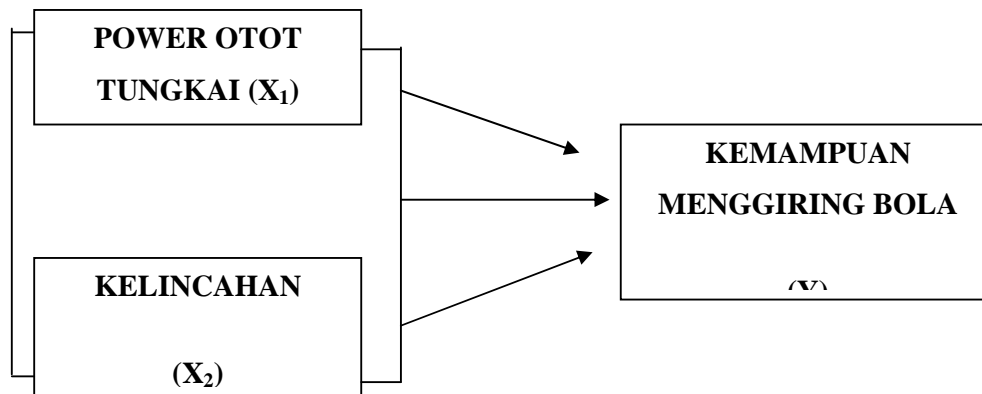 POWER OTOT
TUNGKAI (X₁)
KELINCAHAN
(X₂)
KEMAMPUAN
MENGGIRING BOLA
(Y)